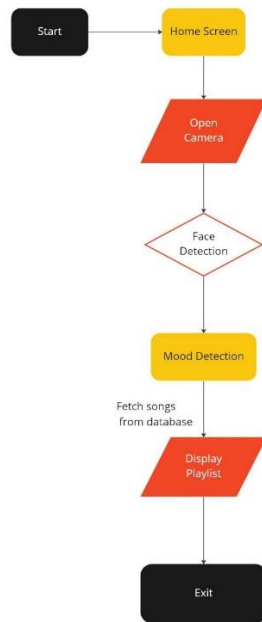 Start
Home Screen
Open
Camera
Face
Detection
Mood Detection
Fetch songs
from database
Display
Playlist
Exit